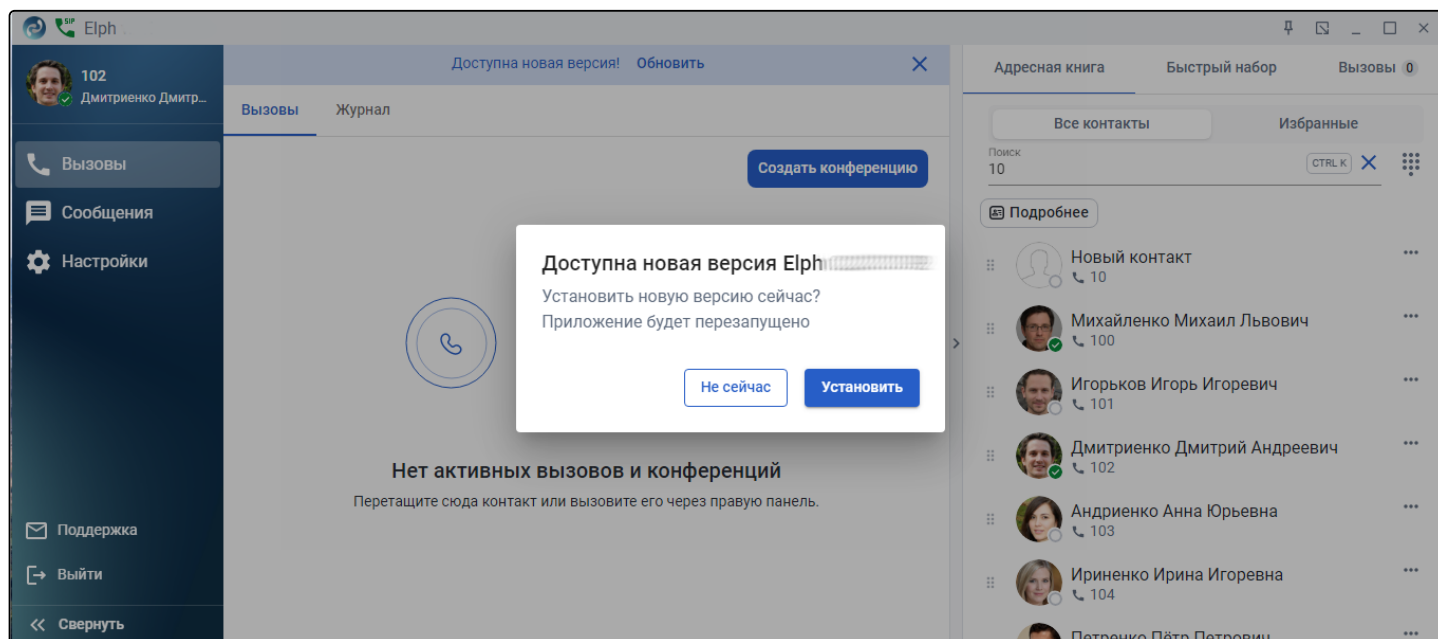 SIP
Elph
102
Дмитриенко Дмитр...
Вызовы
Сообщения
Настройки
Поддержка
Выйти
Свернуть
Доступна новая версия! Обновить
Вызовы Журнал
Создать конференцию
Доступна новая версия Elph
Установить новую версию сейчас?
Приложение будет перезапущено
Не сейчас Установить
Нет активных вызовов и конференций
Перетащите сюда контакт или вызовите его через правую панель.
Адресная книга Быстрый набор Вызовы 0
Все контакты Избранные
Поиск
10 CTRL K
Подробнее
Новый контакт
10
Михайленко Михаил Львович
100
Игорьков Игорь Игоревич
101
Дмитриенко Дмитрий Андреевич
102
Андриенко Анна Юрьевна
103
Ириненко Ирина Игоревна
104
Петренко Пётр Петрович